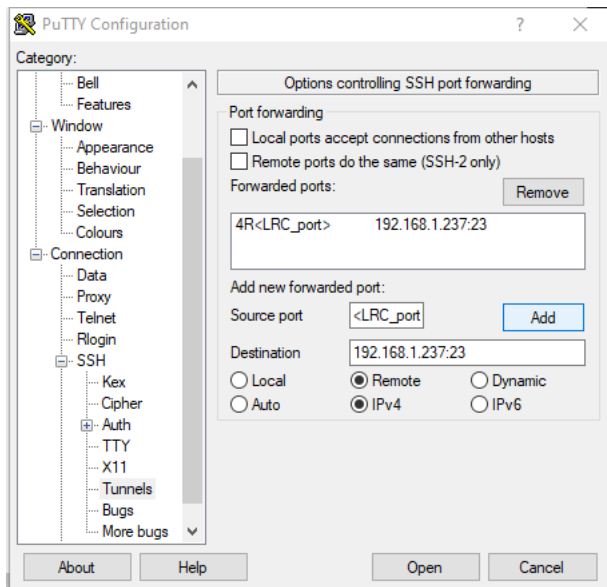 PuTTY Configuration
Category:
Bell
Features
Window
Appearance
Behaviour
Translation
Selection
Colours
Connection
Data
Proxy
Telnet
Rlogin
SSH
Kex
Cipher
Auth
TTY
X11
Tunnels
Bugs
More bugs
Options controlling SSH port forwarding
Port forwarding
Local ports accept connections from other hosts
Remote ports do the same (SSH-2 only)
Forwarded ports:
Remove
4R<LRC_port> 192.168.1.237:23
Add new forwarded port:
Source port <LRC_port Add
Destination 192.168.1.237:23
Local Remote Dynamic
Auto IPv4 IPv6
About Help Open Cancel